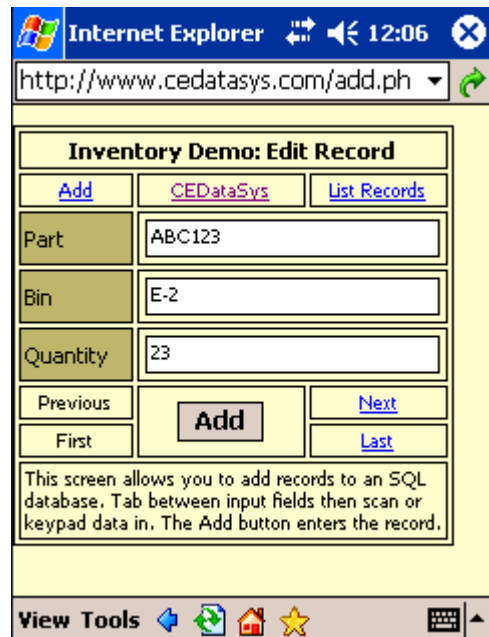 Internet Explorer 12:06
http://www.cedatasys.com/add.ph
Inventory Demo: Edit Record
Add CEDataSys List Records
Part ABC123
Bin E-2
Quantity 23
Previous Add Next
First Last
This screen allows you to add records to an SQL
database. Tab between input fields then scan or
keypad data in. The Add button enters the record.
View Tools